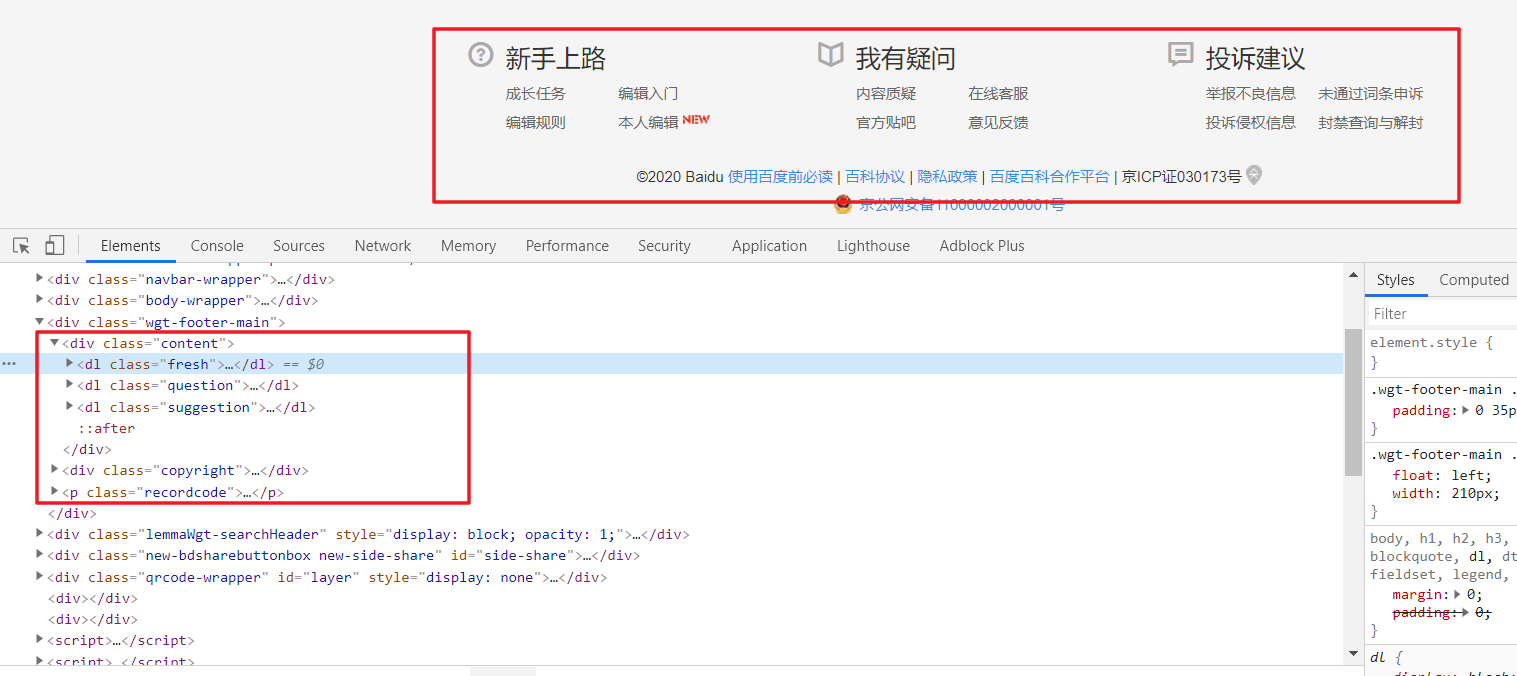 新手上路 我有疑问 投诉建议
成长任务 编辑入门 内容质疑 在线客服 举报不良信息 未通过词条申诉
编辑规则 本人编辑 NEW 官方贴吧 意见反馈 投诉侵权信息 封禁查询与解封
©2020 Baidu 使用百度前必读 | 百科协议 | 隐私政策 | 百度百科合作平台 | 京ICP证030173号
京公网安备11000002000001号
Elements Console Sources Network Memory Performance Security Application Lighthouse Adblock Plus
<div class="navbar-wrapper">…</div>
<div class="body-wrapper">…</div>
<div class="wgt-footer-main">
<div class="content">
<dl class="fresh">…</dl> == $0
<dl class="question">…</dl>
<dl class="suggestion">…</dl>
::after
</div>
<div class="copyright">…</div>
<p class="recordcode">…</p>
</div>
<div class="lemmaWgt-searchHeader" style="display: block; opacity: 1;">…</div>
<div class="new-bdsharebuttonbox new-side-share" id="side-share">…</div>
<div class="qrcode-wrapper" id="layer" style="display: none">…</div>
<div></div>
<div></div>
<script>…</script>
<script>…</script>
Styles Computed
Filter
element.style {
}
.wgt-footer-main .
padding: 0 35p
}
.wgt-footer-main .
float: left;
width: 210px;
}
body, h1, h2, h3,
blockquote, dl, dt
fieldset, legend,
margin: 0;
padding: 0;
}
dl {